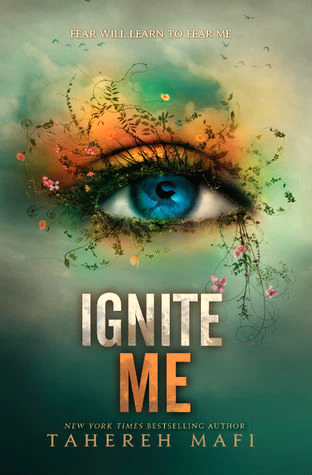 FEAR WILL LEARN TO FEAR ME
IGNITE
ME
NEW YORK TIMES BESTSELLING AUTHOR
TAHEREH MAFI